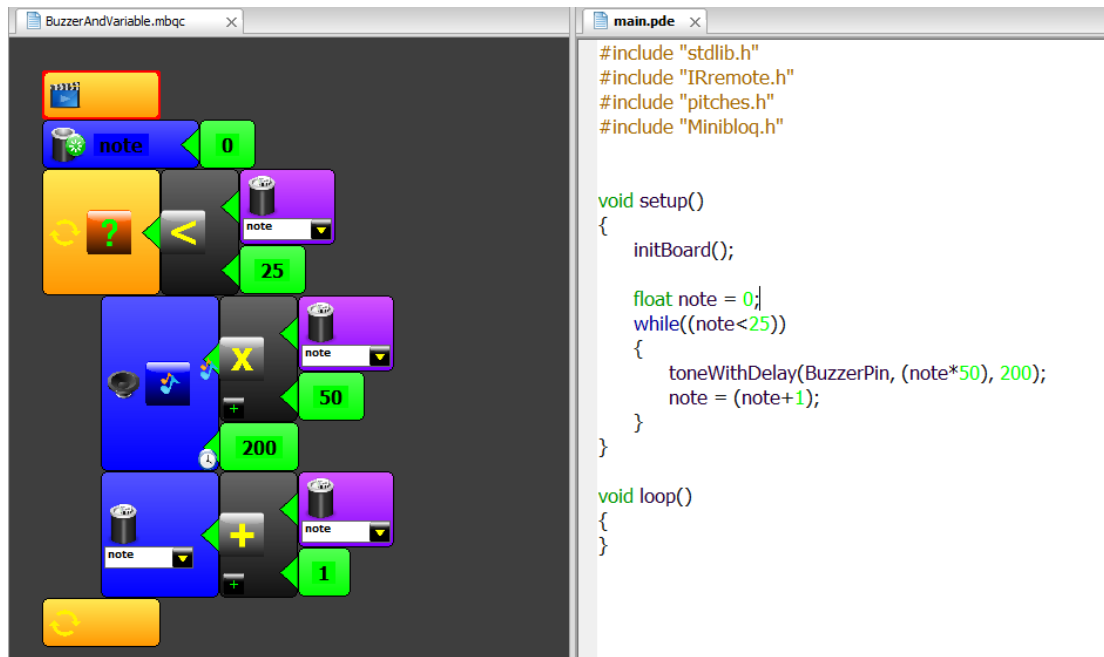 BuzzerAndVariable.mbqc
note 0
? < note
25
X note
50
+
200
note + note
+ 1
main.pde
#include "stdlib.h"
#include "IRremote.h"
#include "pitches.h"
#include "Minibloq.h"
void setup()
{
initBoard();
float note = 0;
while((note<25))
{
toneWithDelay(BuzzerPin, (note*50), 200);
note = (note+1);
}
}
void loop()
{
}